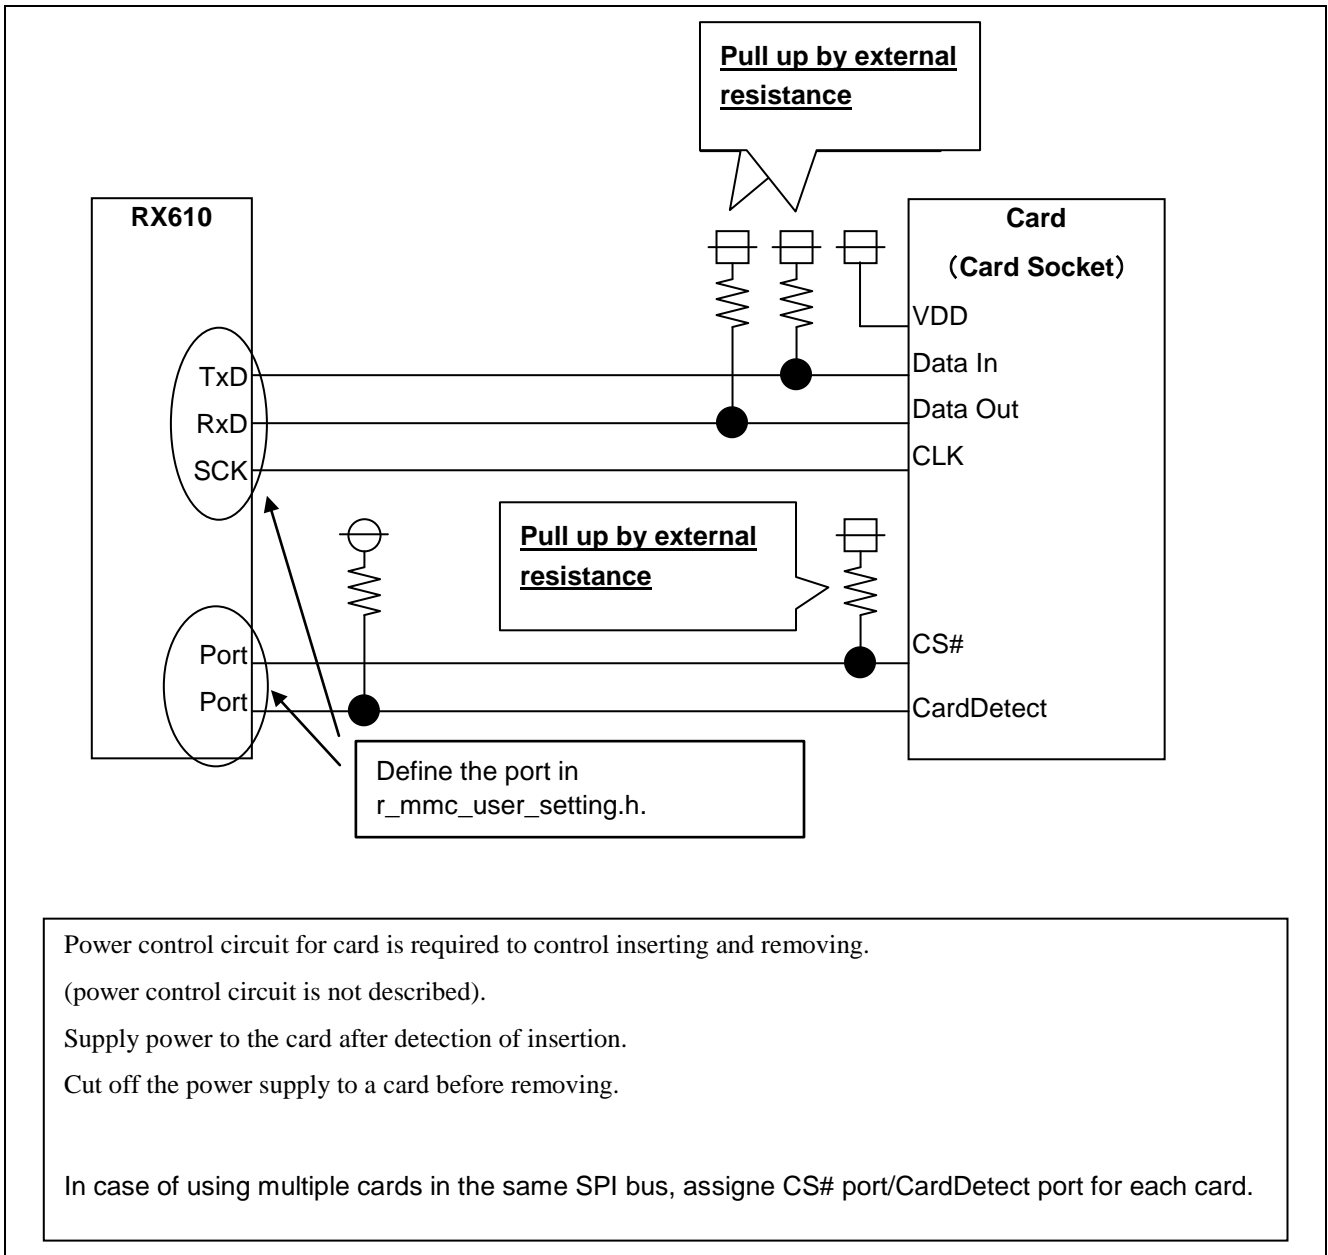 Pull up by external
resistance
RX610
Card
（Card Socket）
VDD
TxD
Data In
RxD
Data Out
SCK
CLK
Pull up by external
resistance
Port
CS#
Port
CardDetect
Define the port in
r_mmc_user_setting.h.
Power control circuit for card is required to control inserting and removing.
(power control circuit is not described).
Supply power to the card after detection of insertion.
Cut off the power supply to a card before removing.
In case of using multiple cards in the same SPI bus, assigne CS# port/CardDetect port for each card.